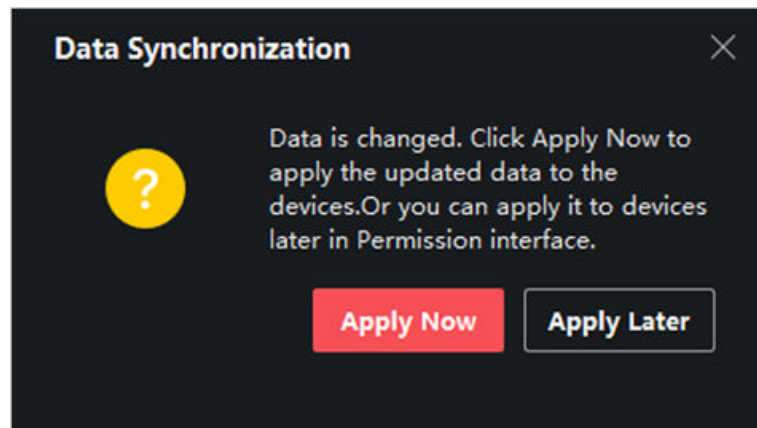 Data Synchronization
Data is changed. Click Apply Now to
apply the updated data to the
devices.Or you can apply it to devices
later in Permission interface.
Apply Now Apply Later